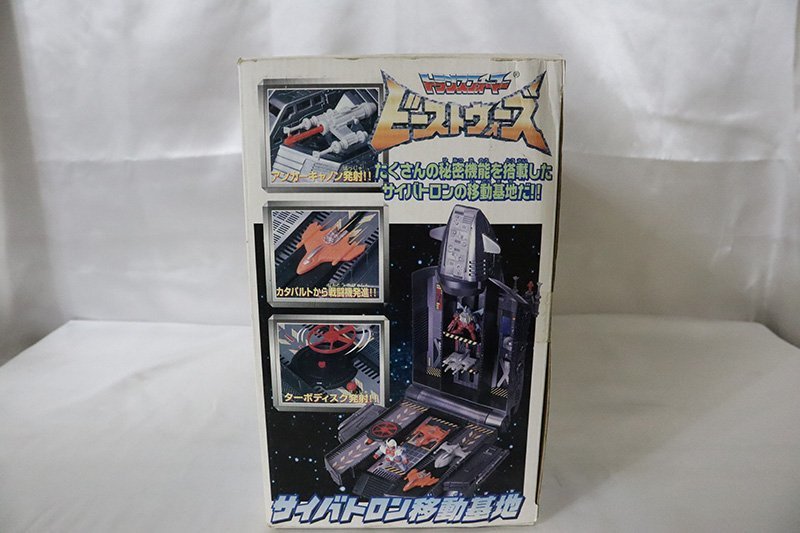 トランスフォーマー®
ビーストウォーズ
たくさんの秘密機能を搭載した
サイバトロンの移動基地だ!!
アンカーキャノン発射!!
カタパルトから戦闘機発進!!
ターボディスク発射!!
サイバトロン移動基地